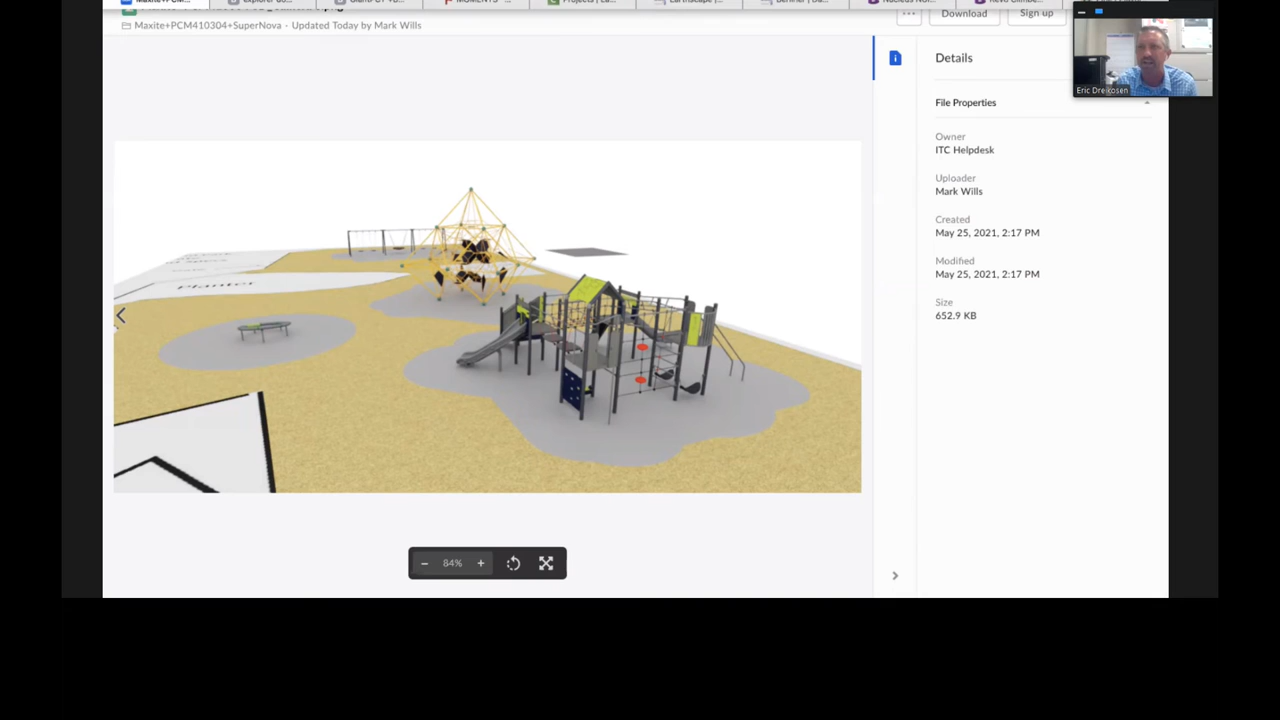 Maxite+PCM410304+SuperNova · Updated Today by Mark Wills
Download
Sign up
Details
File Properties
Eric Dreikosen
Owner
ITC Helpdesk
Uploader
Mark Wills
Created
May 25, 2021, 2:17 PM
Modified
May 25, 2021, 2:17 PM
Size
652.9 KB
Planter
84%